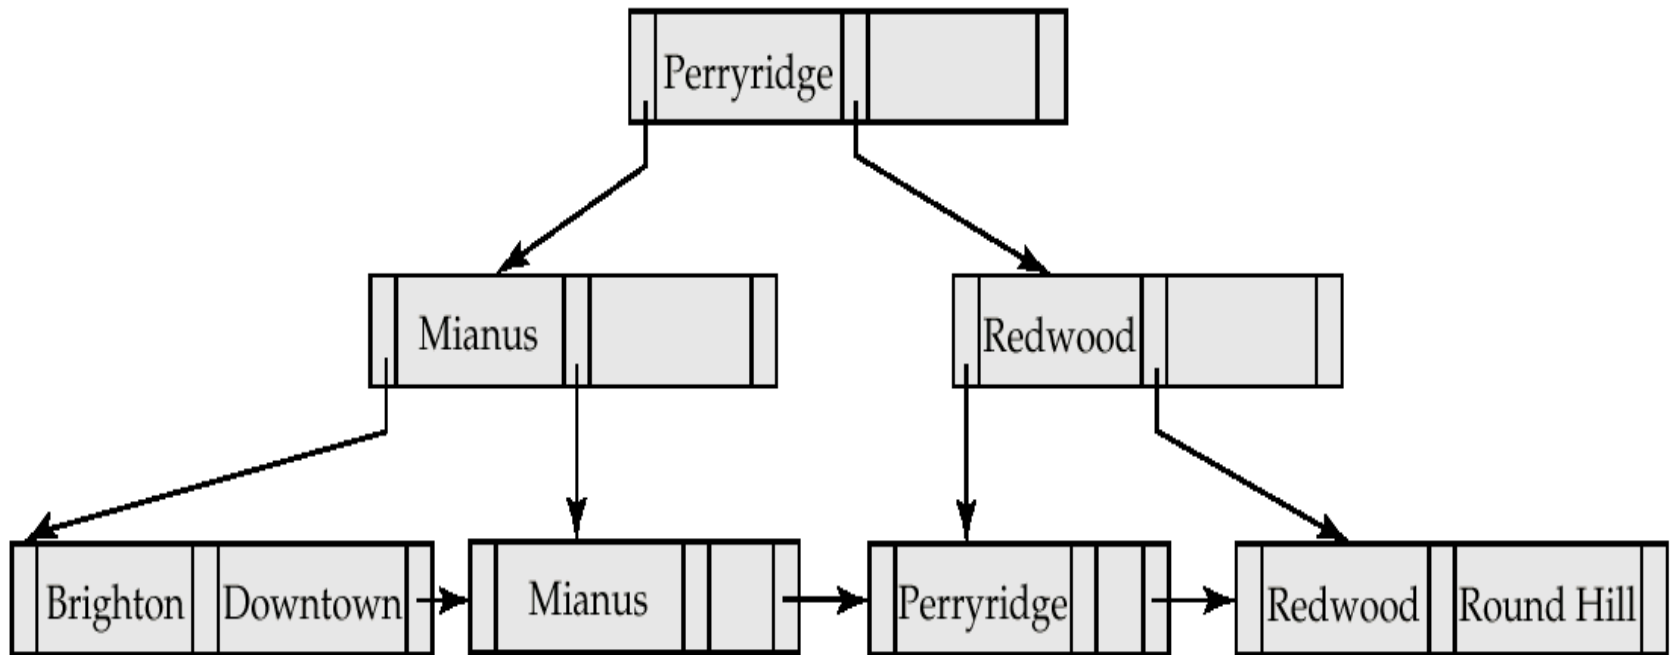 Perryridge
Mianus
Redwood
Brighton Downtown
Mianus
Perryridge
Redwood Round Hill